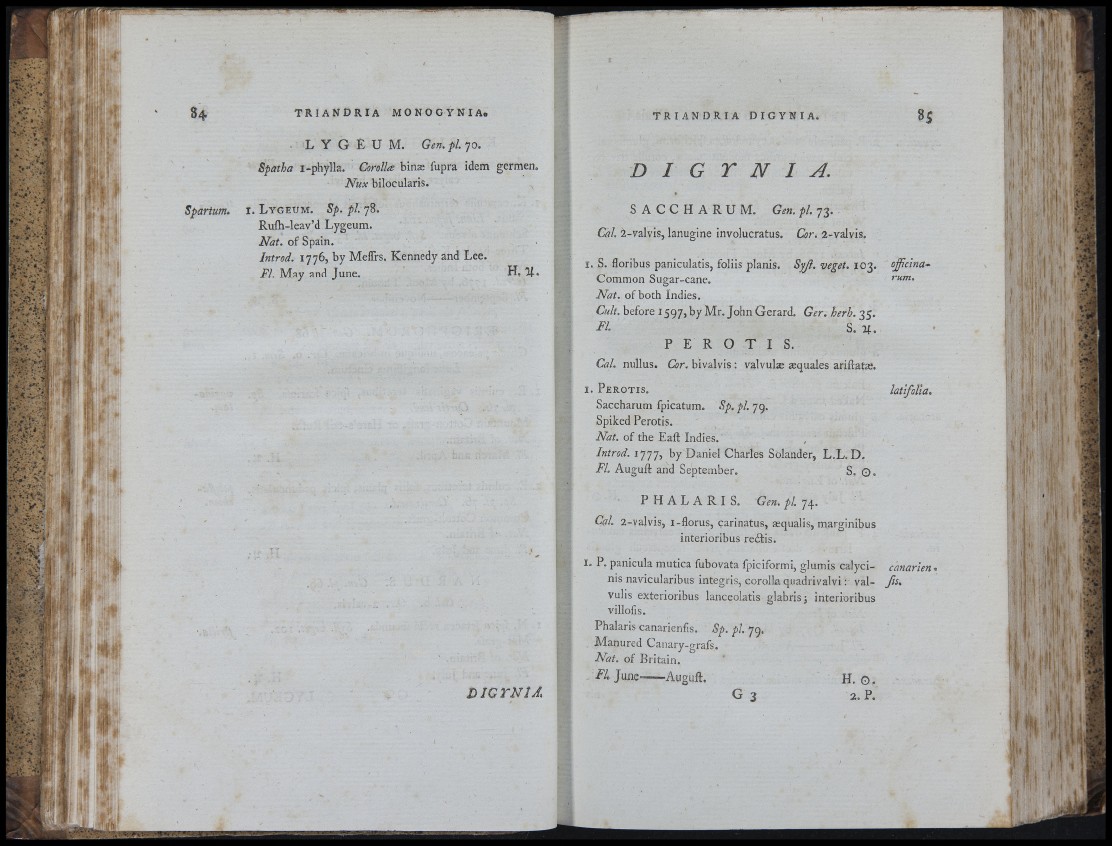 84 TRIANDRIA MONOGYNIA.
LYGEUM. Gen. pl. 70.
Spatha 1-phylla. Corollæ binæ ſupra idem germen.
Nux bilocularis.
Spartum. 1. LYGEUM. Sp. pl. 78.
Ruſh-leav'd Lygeum.
Nat. of Spain.
Introd. 1776, by Meſſrs. Kennedy and Lee.
Fl. May and June. H. ♃.
DIGYNIA.
TRIANDRIA DIGYNIA. 85
DIGYNIA.
SACCHARUM. Gen. pl. 73.
Cal. 2-valvis, lanugine involucratus. Cor. 2-valvis.
1. S. floribus paniculatis, foliis planis. Syſt. veget. 103. officina-
Common Sugar-cane. rum.
Nat. of both Indies.
Cult. before 1597, by Mr. John Gerard. Ger. herb. 35.
Fl. S. ♃.
PEROTIS.
Cal. nullus. Cor. bivalvis: valvulæ æquales ariſtatæ.
1. PEROTIS. latifolia.
Saccharum ſpicatum. Sp. pl. 79.
Spiked Perotis.
Nat. of the Eaſt Indies.
Introd. 1777, by Daniel Charles Solander, L.L.D.
Fl. Auguſt and September. S. ☉.
PHALARIS. Gen. pl. 74.
Cal. 2-valvis, 1-florus, carinatus, æqualis, marginibus
interioribus rectis.
1. P. panicula mutica ſubovata ſpiciformi, glumis calyci- canarien-
nis navicularibus integris, corolla quadrivalvi: val- ſis.
vulis exterioribus lanceolatis glabris; interioribus
villoſis.
Phalaris canarienſis. Sp. pl. 79.
Manured Canary-graſs.
Nat. of Britain.
Fl. June——Auguſt. H. ☉.
G 3 2. P.